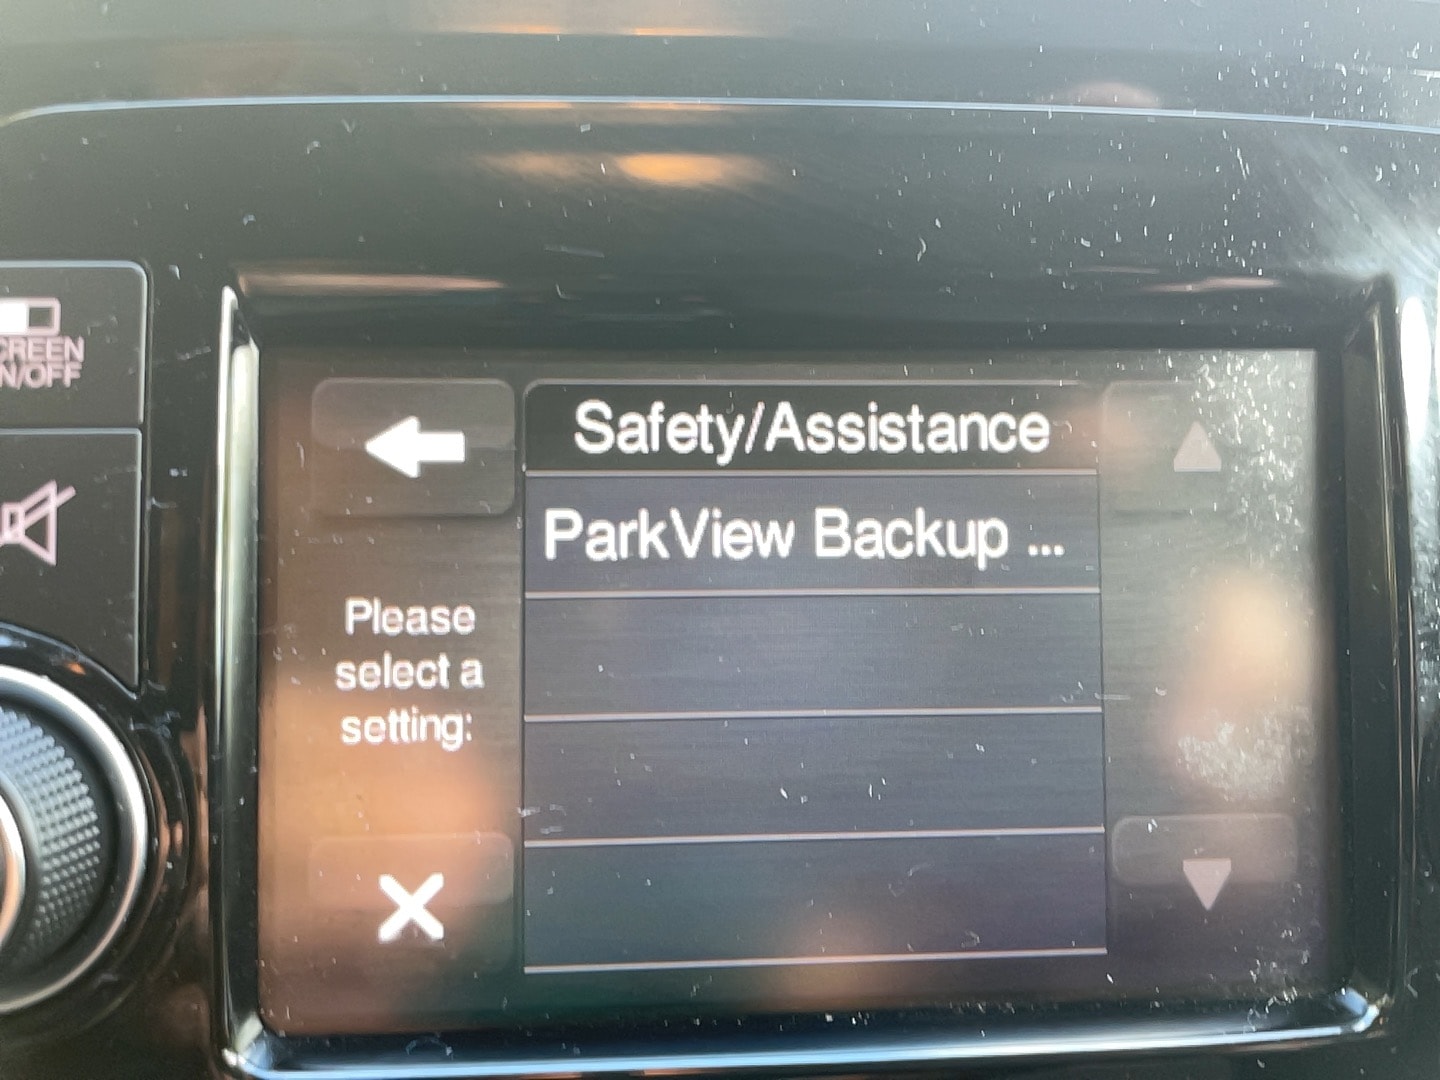 CREEN
N/OFF
Safety/Assistance
ParkView Backup ...
Please
select a
setting: